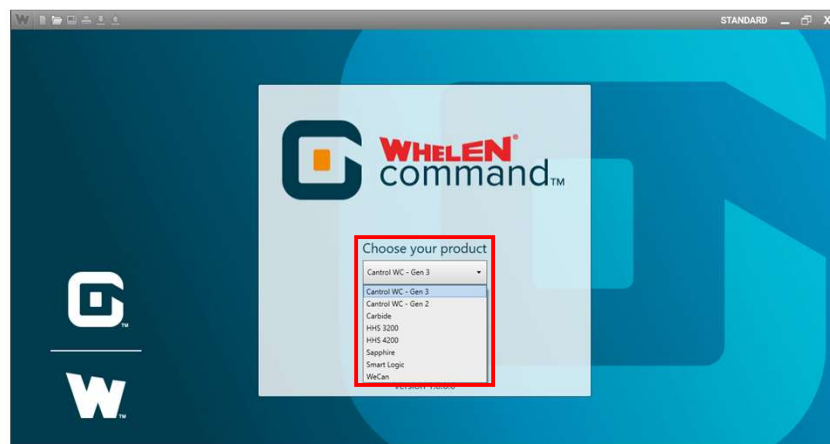 STANDARD
WHELEN®
command™
Choose your product
Cantrol WC - Gen 3
Cantrol WC - Gen 3
Cantrol WC - Gen 2
Carbide
HHS 3200
HHS 4200
Sapphire
Smart Logic
WeCan